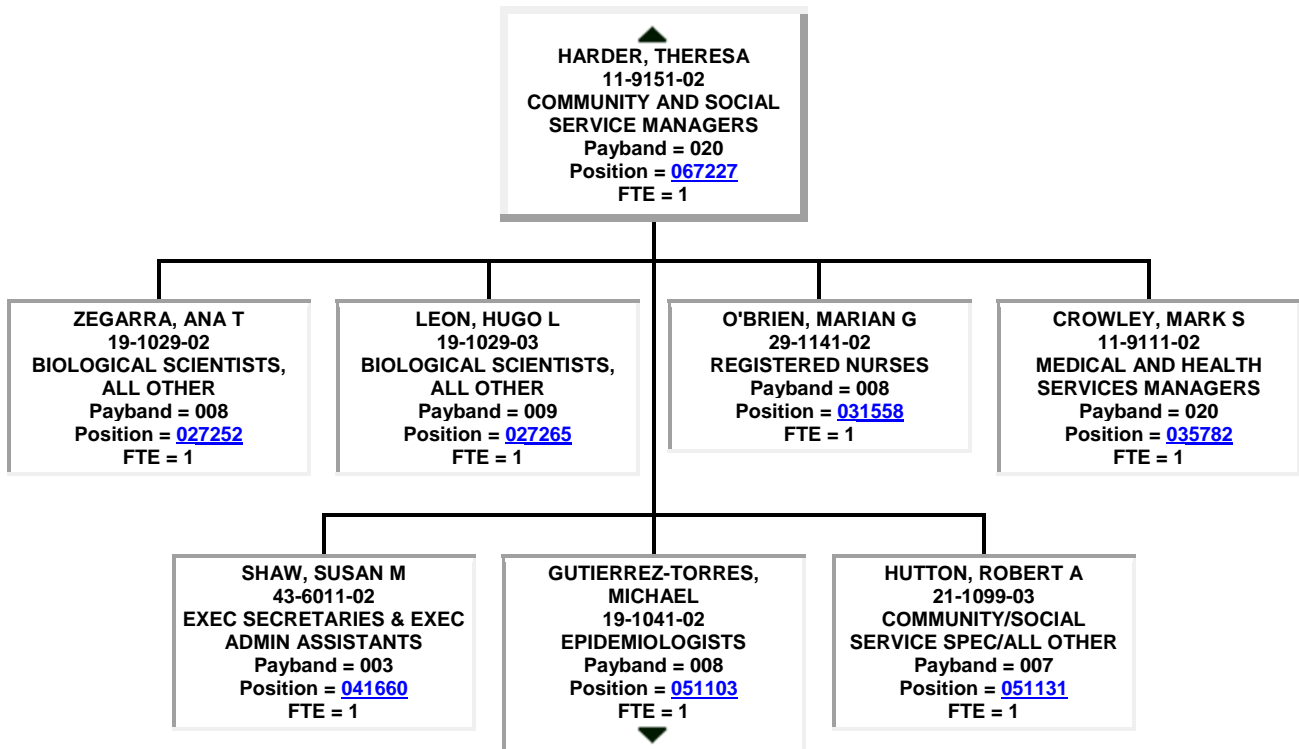 HARDER, THERESA
11-9151-02
COMMUNITY AND SOCIAL
SERVICE MANAGERS
Payband = 020
Position = 067227
FTE = 1
ZEGARRA, ANA T
19-1029-02
BIOLOGICAL SCIENTISTS,
ALL OTHER
Payband = 008
Position = 027252
FTE = 1
LEON, HUGO L
19-1029-03
BIOLOGICAL SCIENTISTS,
ALL OTHER
Payband = 009
Position = 027265
FTE = 1
O'BRIEN, MARIAN G
29-1141-02
REGISTERED NURSES
Payband = 008
Position = 031558
FTE = 1
CROWLEY, MARK S
11-9111-02
MEDICAL AND HEALTH
SERVICES MANAGERS
Payband = 020
Position = 035782
FTE = 1
SHAW, SUSAN M
43-6011-02
EXEC SECRETARIES & EXEC
ADMIN ASSISTANTS
Payband = 003
Position = 041660
FTE = 1
GUTIERREZ-TORRES,
MICHAEL
19-1041-02
EPIDEMIOLOGISTS
Payband = 008
Position = 051103
FTE = 1
HUTTON, ROBERT A
21-1099-03
COMMUNITY/SOCIAL
SERVICE SPEC/ALL OTHER
Payband = 007
Position = 051131
FTE = 1